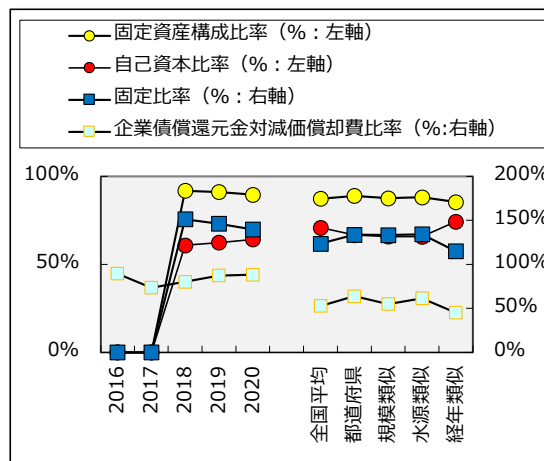 固定資産構成比率（%：左軸）
自己資本比率（%：左軸）
固定比率（%：右軸）
企業債償還元金対減価償却費比率（%:右軸）
100%
50%
0%
200%
150%
100%
50%
0%
2016
2017
2018
2019
2020
全国平均
都道府県
規模類似
水源類似
経年類似